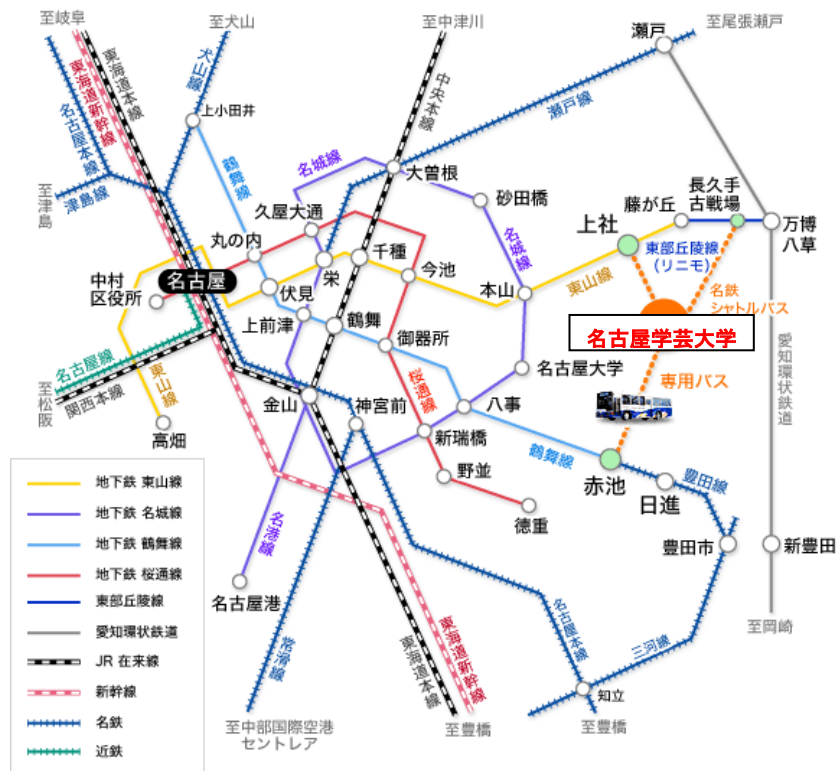 至岐阜
至犬山
至中津川
至尾張瀬戸
瀬戸
東海道本線
東海道新幹線
名古屋本線
犬山線
上小田井
中央本線
瀬戸線
鶴舞線
名城線
大曽根
砂田橋
至津島
津島線
久屋大通
丸の内
藤が丘
長久手
古戦場
上社
万博
八草
千種
名城線
東部丘陵線
(リニモ)
名古屋
中村
区役所
栄
今池
伏見
本山
東山線
名鉄
シャトルバス
上前津
鶴舞
御器所
名古屋学芸大学
愛知環状鉄道
名古屋線
関西本線
至松阪
東山線
名古屋大学
専用バス
金山
神宮前
桜通線
八事
高畑
新瑞橋
鶴舞線
赤池
豊田線
日進
野並
徳重
名港線
名古屋港
豊田市
新豊田
至岡崎
地下鉄 東山線
地下鉄 名城線
地下鉄 鶴舞線
地下鉄 桜通線
東部丘陵線
愛知環状鉄道
JR 在来線
新幹線
名鉄
近鉄
常滑線
東海道本線
東海道新幹線
名古屋本線
三河線
知立
至中部国際空港
セントレア
至豊橋
至豊橋